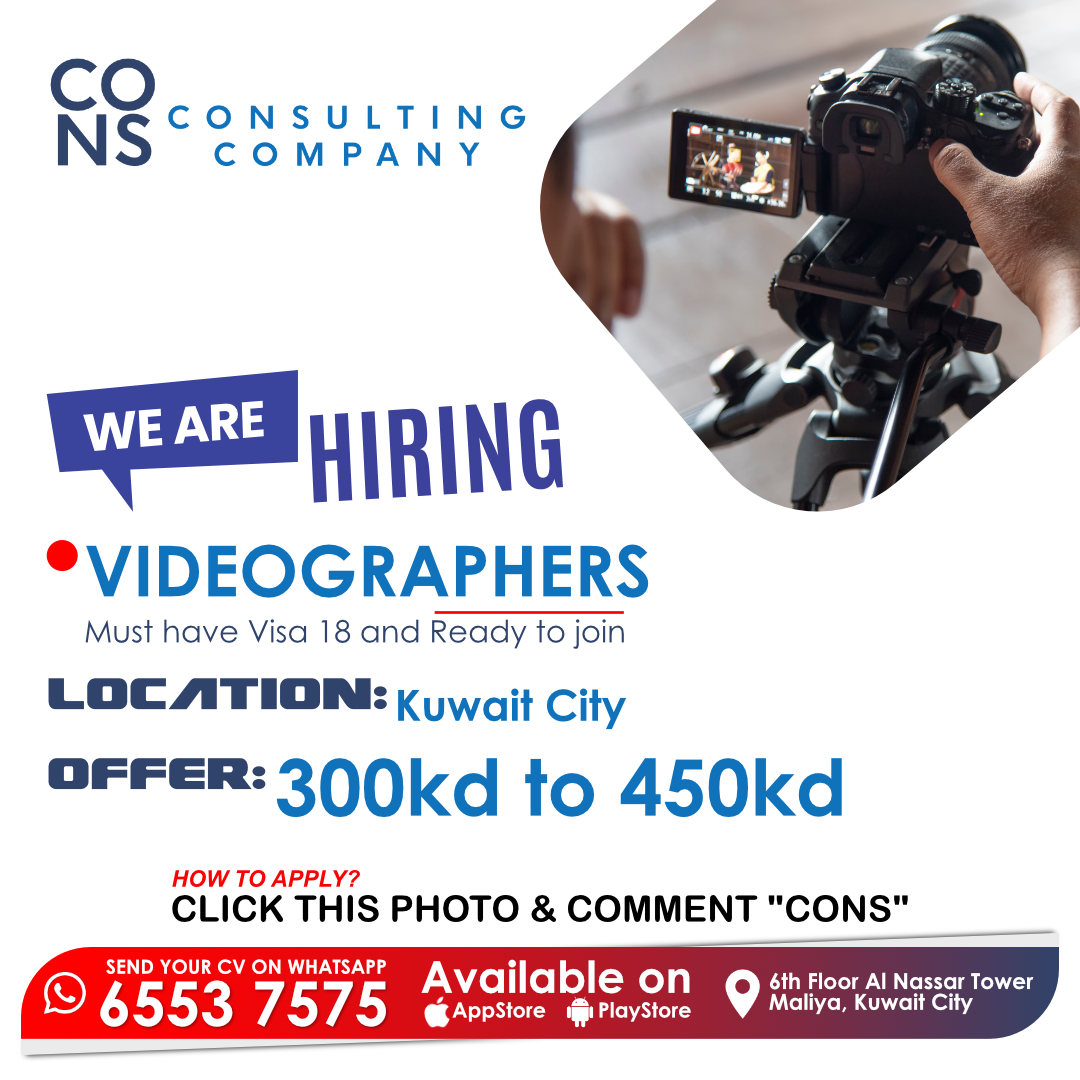 CO
NS
CONSULTING
COMPANY
WE ARE
HIRING
VIDEOGRAPHERS
Must have Visa 18 and Ready to join
LOCATION: Kuwait City
OFFER: 300kd to 450kd
HOW TO APPLY?
CLICK THIS PHOTO & COMMENT "CONS"
SEND YOUR CV ON WHATSAPP
6553 7575
Available on
AppStore PlayStore
6th Floor Al Nassar Tower
Maliya, Kuwait City